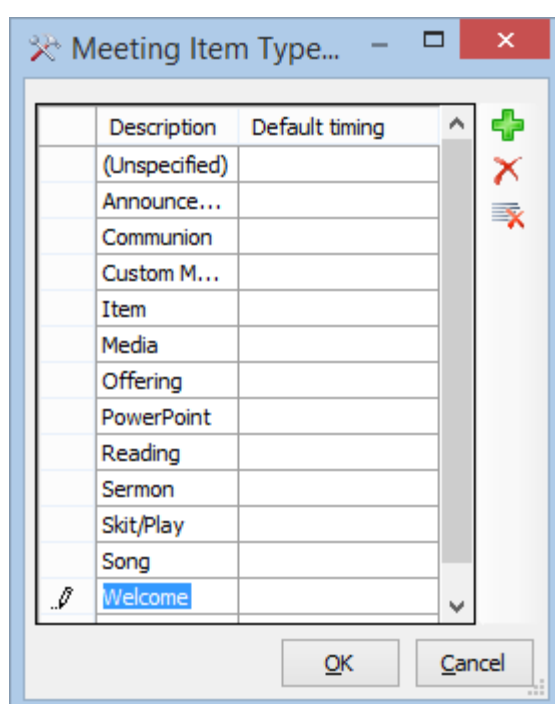 Meeting Item Type...
Description Default timing
(Unspecified)
Announce...
Communion
Custom M...
Item
Media
Offering
PowerPoint
Reading
Sermon
Skit/Play
Song
Welcome
OK Cancel